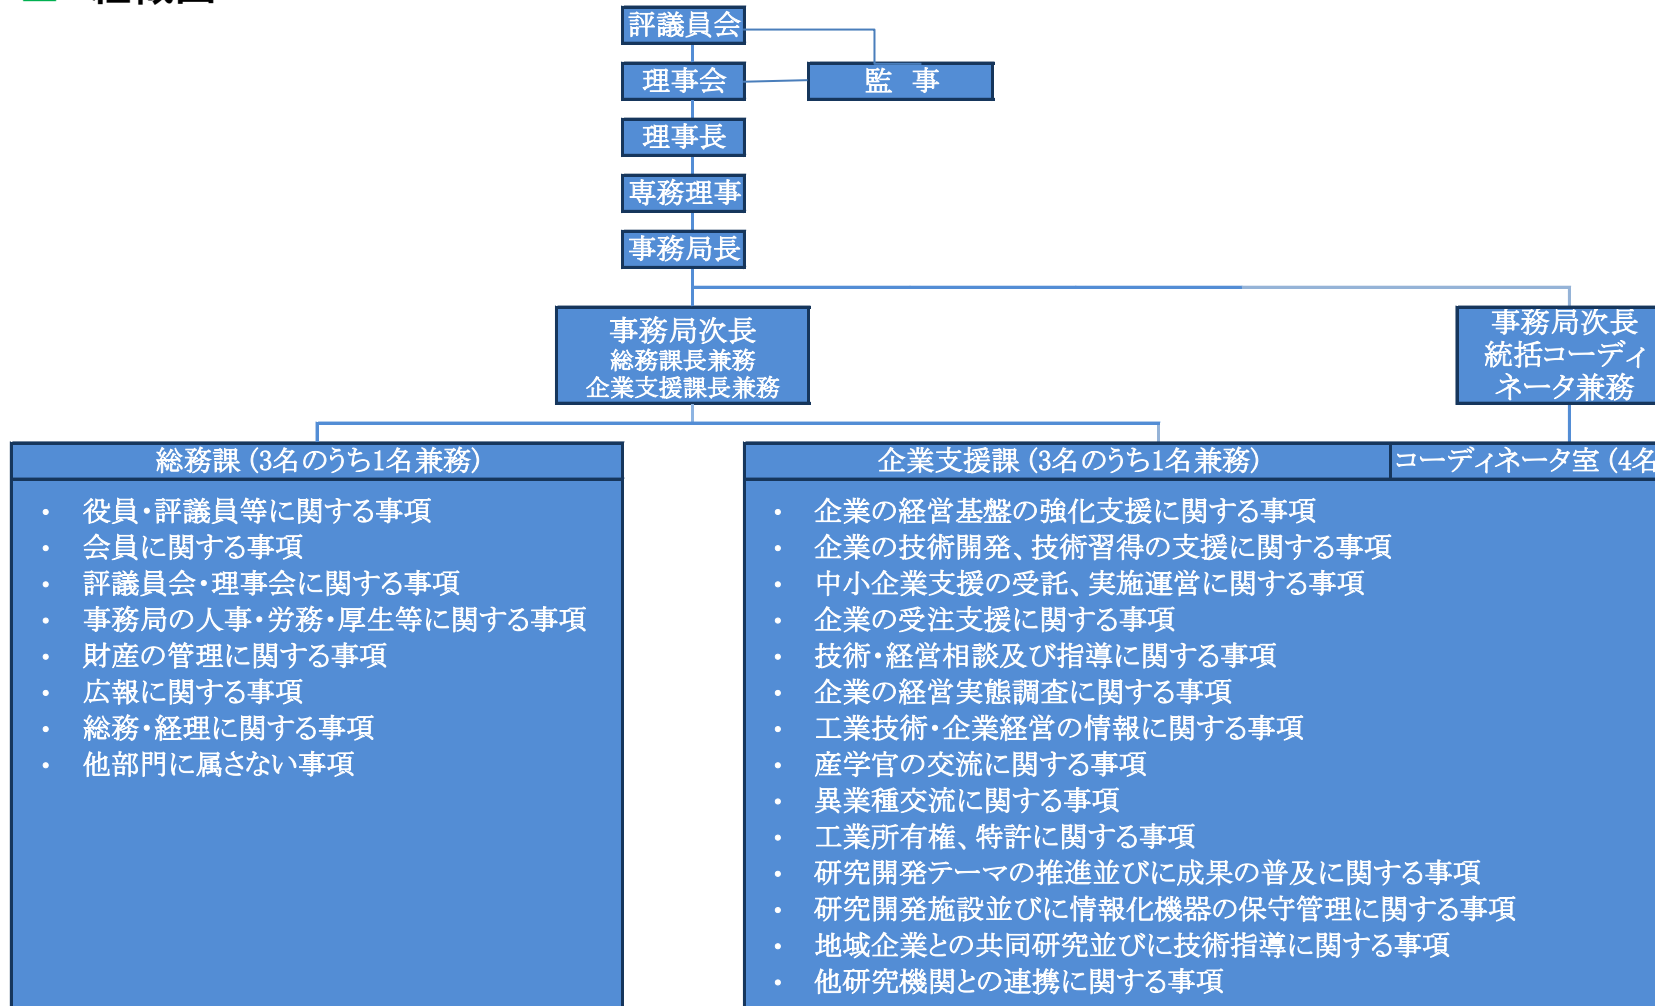 評議員会
理事会
監　事
理事長
専務理事
事務局長
事務局次長
総務課長兼務
企業支援課長兼務
事務局次長
統括コーディ
ネータ兼務
総務課 (3名のうち1名兼務)
・ 役員・評議員等に関する事項
・ 会員に関する事項
・ 評議員会・理事会に関する事項
・ 事務局の人事・労務・厚生等に関する事項
・ 財産の管理に関する事項
・ 広報に関する事項
・ 総務・経理に関する事項
・ 他部門に属さない事項
企業支援課 (3名のうち1名兼務)
コーディネータ室 (4名
・ 企業の経営基盤の強化支援に関する事項
・ 企業の技術開発、技術習得の支援に関する事項
・ 中小企業支援の受託、実施運営に関する事項
・ 企業の受注支援に関する事項
・ 技術・経営相談及び指導に関する事項
・ 企業の経営実態調査に関する事項
・ 工業技術・企業経営の情報に関する事項
・ 産学官の交流に関する事項
・ 異業種交流に関する事項
・ 工業所有権、特許に関する事項
・ 研究開発テーマの推進並びに成果の普及に関する事項
・ 研究開発施設並びに情報化機器の保守管理に関する事項
・ 地域企業との共同研究並びに技術指導に関する事項
・ 他研究機関との連携に関する事項